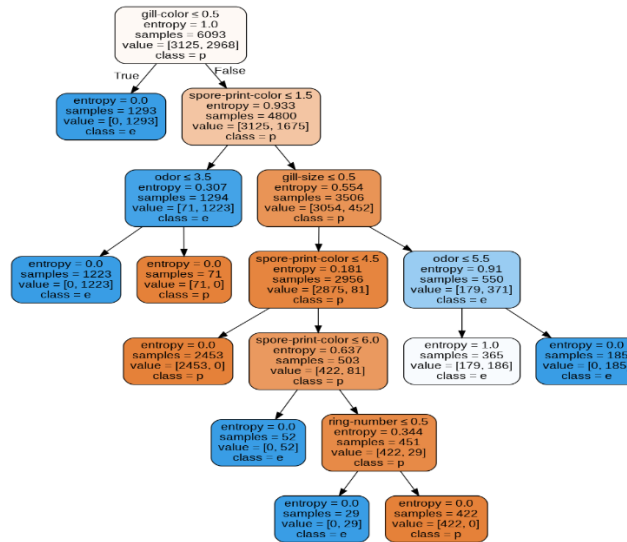 gill-color ≤ 0.5
entropy = 1.0
samples = 6093
value = [3125, 2968]
class = p
True
False
entropy = 0.0
samples = 1293
value = [0, 1293]
class = e
spore-print-color ≤ 1.5
entropy = 0.933
samples = 4800
value = [3125, 1675]
class = p
odor ≤ 3.5
entropy = 0.307
samples = 1294
value = [71, 1223]
class = e
gill-size ≤ 0.5
entropy = 0.554
samples = 3506
value = [3054, 452]
class = p
entropy = 0.0
samples = 1223
value = [0, 1223]
class = e
entropy = 0.0
samples = 71
value = [71, 0]
class = p
spore-print-color ≤ 4.5
entropy = 0.181
samples = 2956
value = [2875, 81]
class = p
odor ≤ 5.5
entropy = 0.91
samples = 550
value = [179, 371]
class = e
entropy = 0.0
samples = 2453
value = [2453, 0]
class = p
spore-print-color ≤ 6.0
entropy = 0.637
samples = 503
value = [422, 81]
class = p
entropy = 1.0
samples = 365
value = [179, 186]
class = e
entropy = 0.0
samples = 185
value = [0, 185]
class = e
entropy = 0.0
samples = 52
value = [0, 52]
class = e
ring-number ≤ 0.5
entropy = 0.344
samples = 451
value = [422, 29]
class = p
entropy = 0.0
samples = 29
value = [0, 29]
class = e
entropy = 0.0
samples = 422
value = [422, 0]
class = p